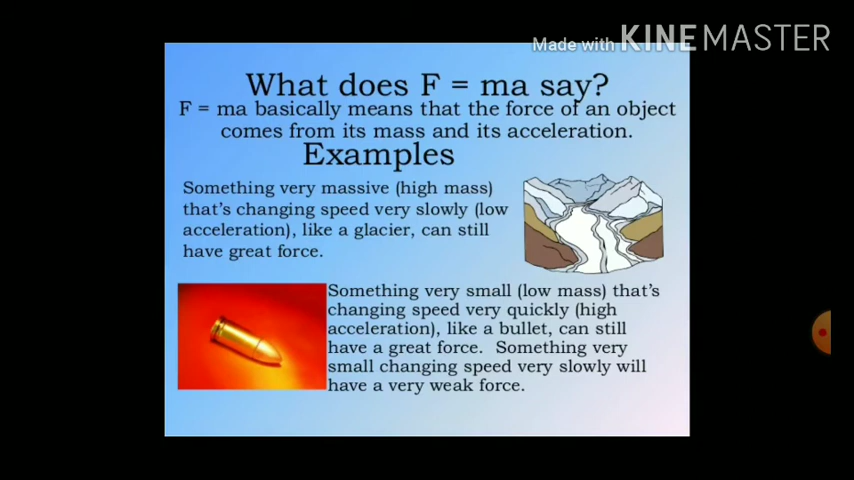 Made with KINEMASTER
What does F = ma say?
F = ma basically means that the force of an object
comes from its mass and its acceleration.
Examples
Something very massive (high mass)
that's changing speed very slowly (low
acceleration), like a glacier, can still
have great force.
Something very small (low mass) that's
changing speed very quickly (high
acceleration), like a bullet, can still
have a great force.  Something very
small changing speed very slowly will
have a very weak force.